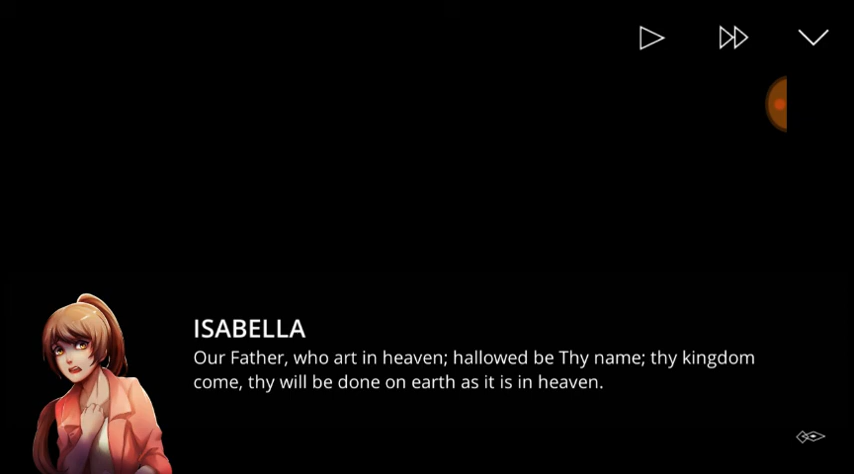 ISABELLA
Our Father, who art in heaven; hallowed be Thy name; thy kingdom
come, thy will be done on earth as it is in heaven.